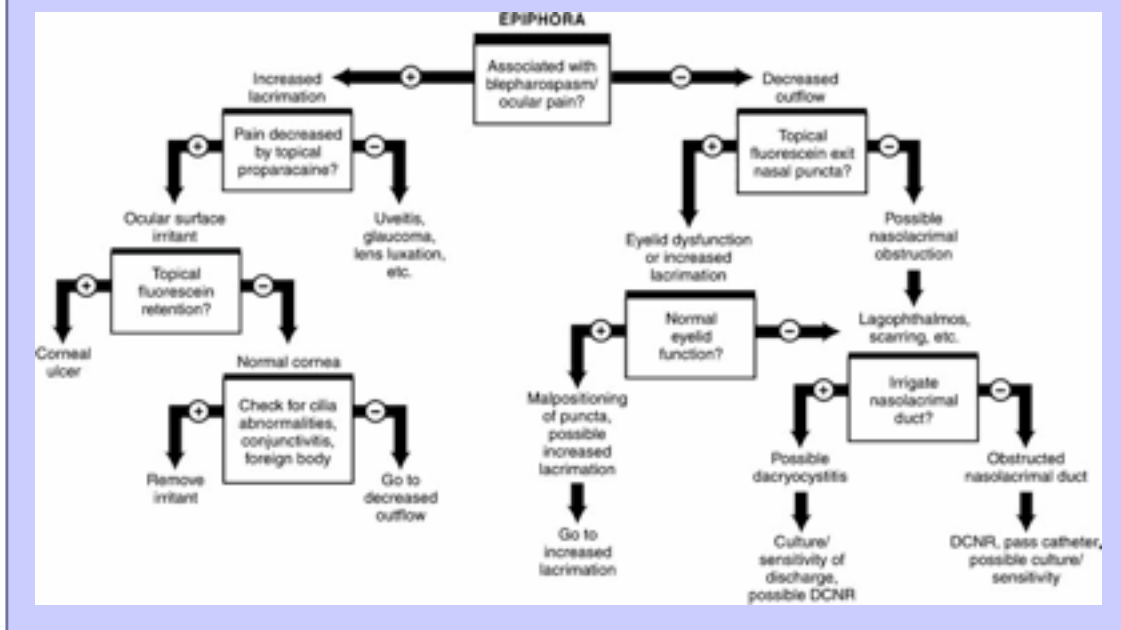 EPIPHORA
Associated with
blepharospasm/
ocular pain?
+
−
Increased
lacrimation
Decreased
outflow
Pain decreased
by topical
proparacaine?
+
−
Topical
fluorescein exit
nasal puncta?
+
−
Ocular surface
irritant
Uveitis,
glaucoma,
lens luxation,
etc.
Eyelid dysfunction
or increased
lacrimation
Possible
nasolacrimal
obstruction
Topical
fluorescein
retention?
+
−
Normal
eyelid
function?
+
−
Lagophthalmos,
scarring, etc.
Corneal
ulcer
Normal cornea
Check for cilia
abnormalities,
conjunctivitis,
foreign body
+
−
Malpositioning
of puncta,
possible
increased
lacrimation
Irrigate
nasolacrimal
duct?
+
−
Remove
irritant
Go to
decreased
outflow
Possible
dacryocystitis
Obstructed
nasolacrimal duct
Go to
increased
lacrimation
Culture/
sensitivity of
discharge,
possible DCNR
DCNR, pass catheter,
possible culture/
sensitivity